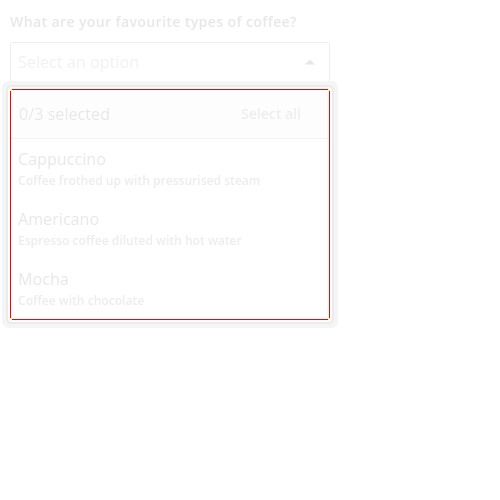 What are your favourite types of coffee?
Select an option
0/3 selected Select all
Cappuccino
Coffee frothed up with pressurised steam
Americano
Espresso coffee diluted with hot water
Mocha
Coffee with chocolate